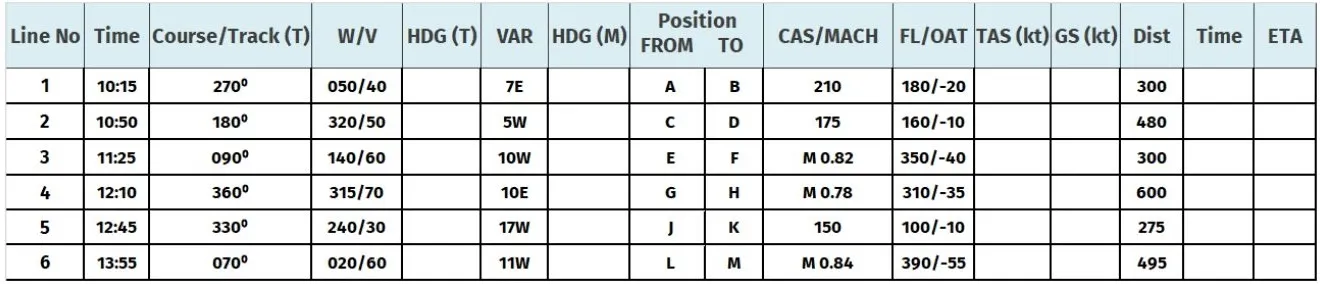 Line No Time Course/Track (T) W/V HDG (T) VAR HDG (M) Position FROM TO CAS/MACH FL/OAT TAS (kt) GS (kt) Dist Time ETA
1 10:15 270⁰ 050/40 7E A B 210 180/-20 300
2 10:50 180⁰ 320/50 5W C D 175 160/-10 480
3 11:25 090⁰ 140/60 10W E F M 0.82 350/-40 300
4 12:10 360⁰ 315/70 10E G H M 0.78 310/-35 600
5 12:45 330⁰ 240/30 17W J K 150 100/-10 275
6 13:55 070⁰ 020/60 11W L M M 0.84 390/-55 495